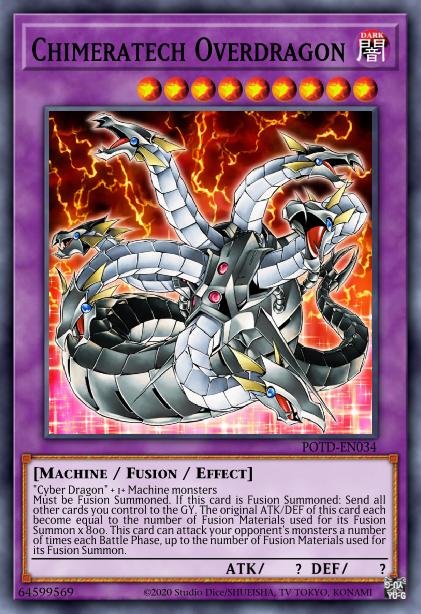 CHIMERATECH OVERDRAGON
DARK
闇
POTD-EN034
[MACHINE / FUSION / EFFECT]
"Cyber Dragon" + 1+ Machine monsters
Must be Fusion Summoned. If this card is Fusion Summoned: Send all
other cards you control to the GY. The original ATK/DEF of this card each
become equal to the number of Fusion Materials used for its Fusion
Summon x 800. This card can attack your opponent's monsters a number
of times each Battle Phase, up to the number of Fusion Materials used for
its Fusion Summon.
ATK/ ? DEF/ ?
64599569
©2020 Studio Dice/SHUEISHA, TV TOKYO, KONAMI